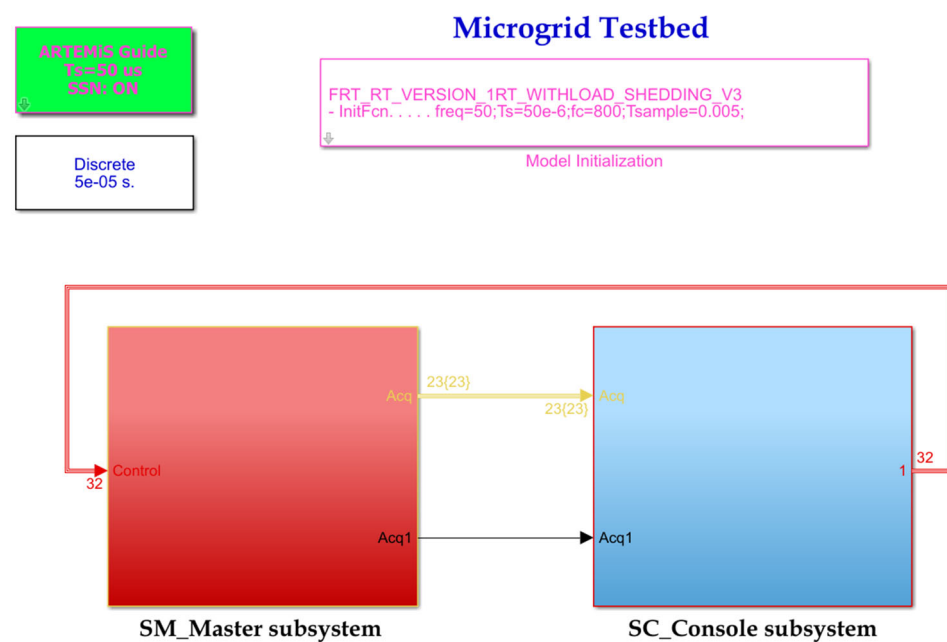 Microgrid Testbed
ARTEMiS Guide
Ts=50 us
SSN: ON
FRT_RT_VERSION_1RT_WITHLOAD_SHEDDING_V3
- InitFcn. . . . . freq=50;Ts=50e-6;fc=800;Tsample=0.005;
Model Initialization
Discrete
5e-05 s.
Acq
23{23}
23{23}
Acq
Control
32
1
32
Acq1
Acq1
SM_Master subsystem
SC_Console subsystem